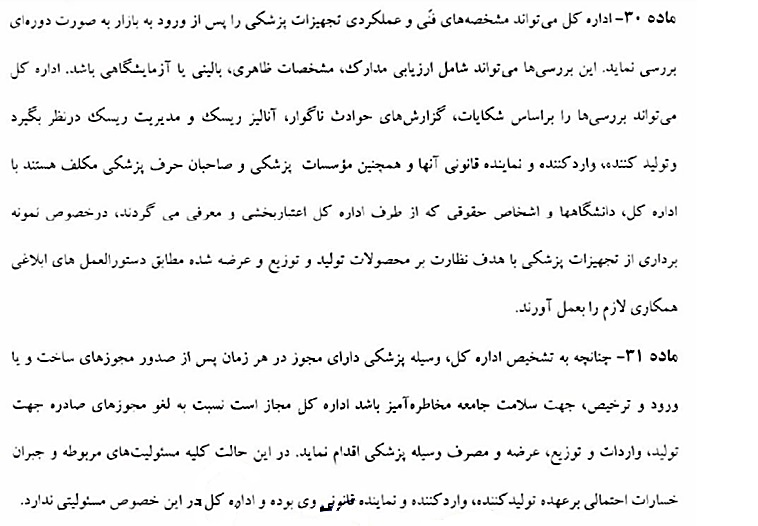 ماده ۳۰- اداره کل می‌تواند مشخصه‌های فنّی و عملکردی تجهیزات پزشکی را پس از ورود به بازار به صورت دوره‌ای
بررسی نماید. این بررسی‌ها می‌تواند شامل ارزیابی مدارک، مشخصات ظاهری، بالینی یا آزمایشگاهی باشد. اداره کل
می‌تواند بررسی‌ها را براساس شکایات، گزارش‌های حوادث ناگوار، آنالیز ریسک و مدیریت ریسک درنظر بگیرد
وتولید کننده، واردکننده و نماینده قانونی آنها و همچنین مؤسسات پزشکی و صاحبان حرف پزشکی مکلف هستند با
اداره کل، دانشگاهها و اشخاص حقوقی که از طرف اداره کل اعتباربخشی و معرفی می گردند، درخصوص نمونه
برداری از تجهیزات پزشکی با هدف نظارت بر محصولات تولید و توزیع و عرضه شده مطابق دستورالعمل های ابلاغی
همکاری لازم را بعمل آورند.
ماده ۳۱- چنانچه به تشخیص اداره کل، وسیله پزشکی دارای مجوز در هر زمان پس از صدور مجوزهای ساخت و یا
ورود و ترخیص، جهت سلامت جامعه مخاطره‌آمیز باشد اداره کل مجاز است نسبت به لغو مجوزهای صادره جهت
تولید، واردات و توزیع، عرضه و مصرف وسیله پزشکی اقدام نماید. در این حالت کلیه مسئولیت‌های مربوطه و جبران
خسارات احتمالی برعهده تولیدکننده، واردکننده و نماینده قانونی وی بوده و اداره کل در این خصوص مسئولیتی ندارد.